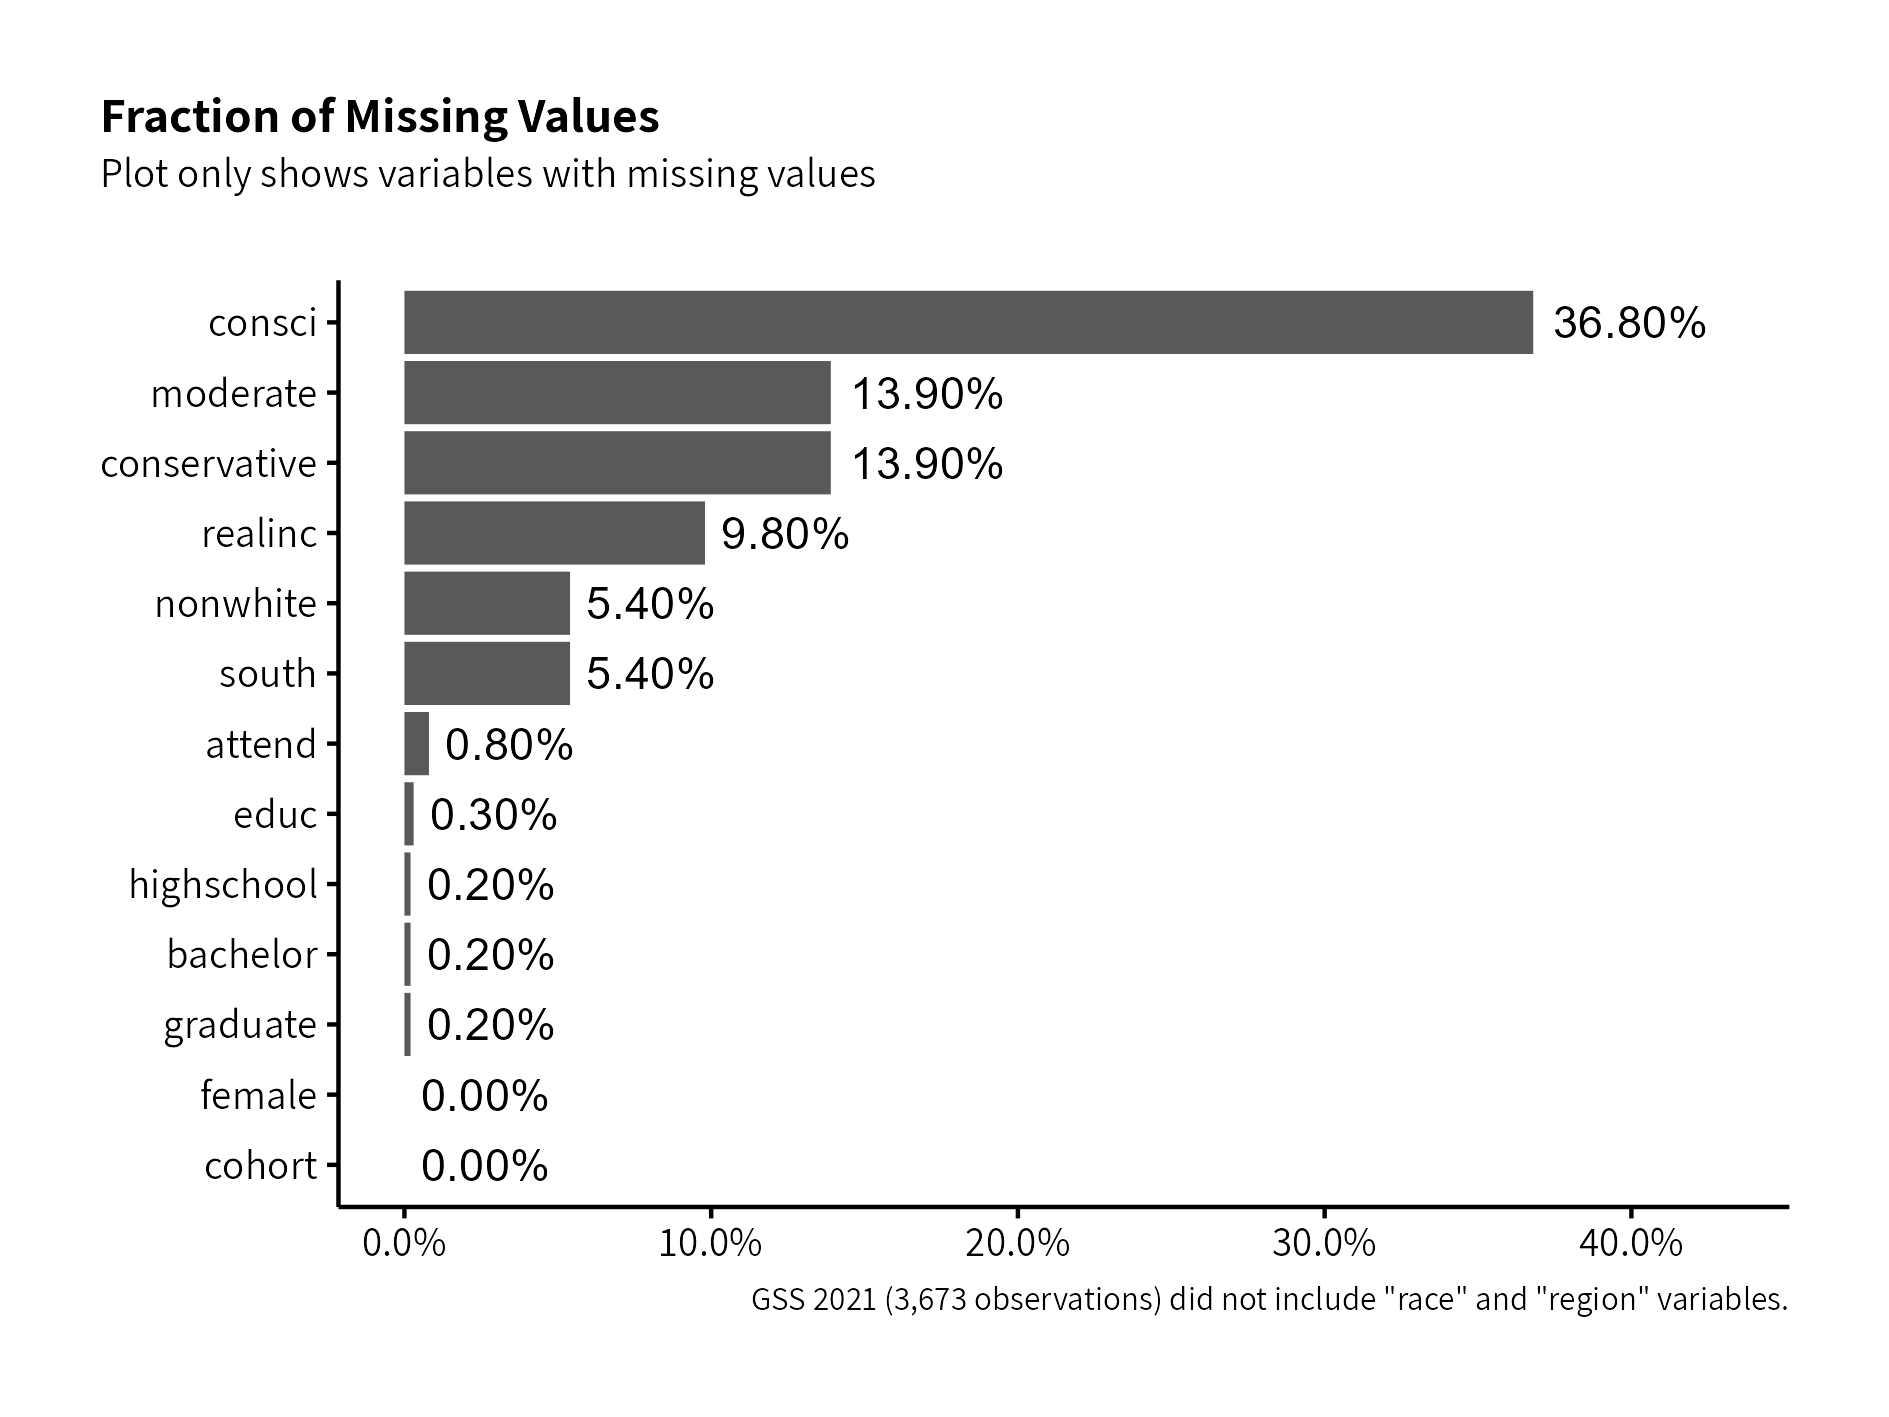 Fraction of Missing Values
Plot only shows variables with missing values
consci 36.80%
moderate 13.90%
conservative 13.90%
realinc 9.80%
nonwhite 5.40%
south 5.40%
attend 0.80%
educ 0.30%
highschool 0.20%
bachelor 0.20%
graduate 0.20%
female 0.00%
cohort 0.00%
0.0% 10.0% 20.0% 30.0% 40.0%
GSS 2021 (3,673 observations) did not include "race" and "region" variables.